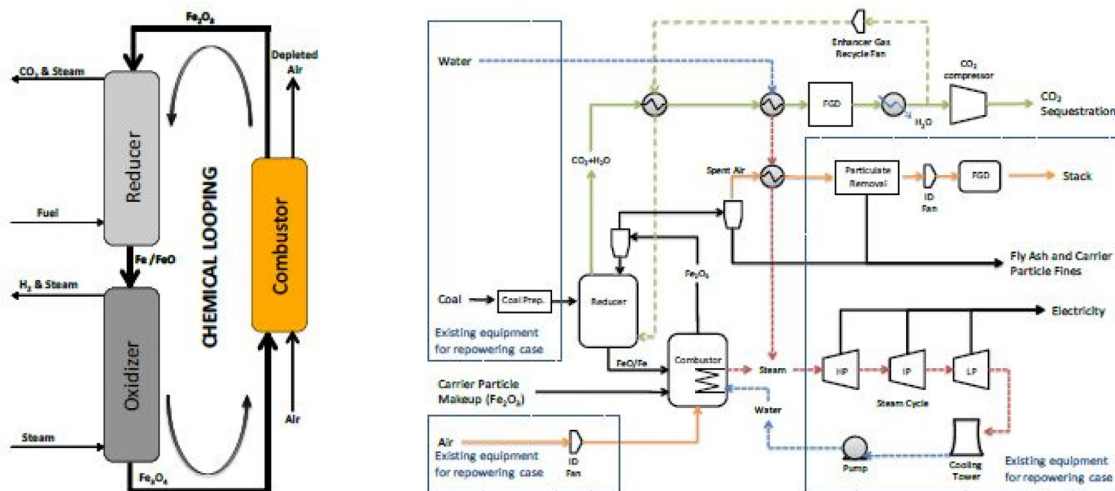 Fe₂O₃
CO₂ & Steam
Depleted
Air
Reducer
Fuel
Fe /FeO
CHEMICAL LOOPING
Combustor
H₂ & Steam
Oxidizer
Steam
Air
Fe₃O₄
Water
Enhancer Gas
Recycle Fan
CO₂
compressor
FGD
H₂O
CO₂
Sequestration
CO₂+H₂O
Spent Air
Particulate
Removal
ID
Fan
FGD
Stack
Fe₂O₃
Fly Ash and Carrier
Particle Fines
Coal
Coal Prep.
Reducer
Existing equipment
for repowering case
Electricity
FeO/Fe
Combustor
Steam
HP
IP
LP
Steam Cycle
Carrier Particle
Makeup (Fe₂O₃)
Water
Air
Existing equipment
for repowering case
ID
Fan
Pump
Cooling
Tower
Existing equipment
for repowering case